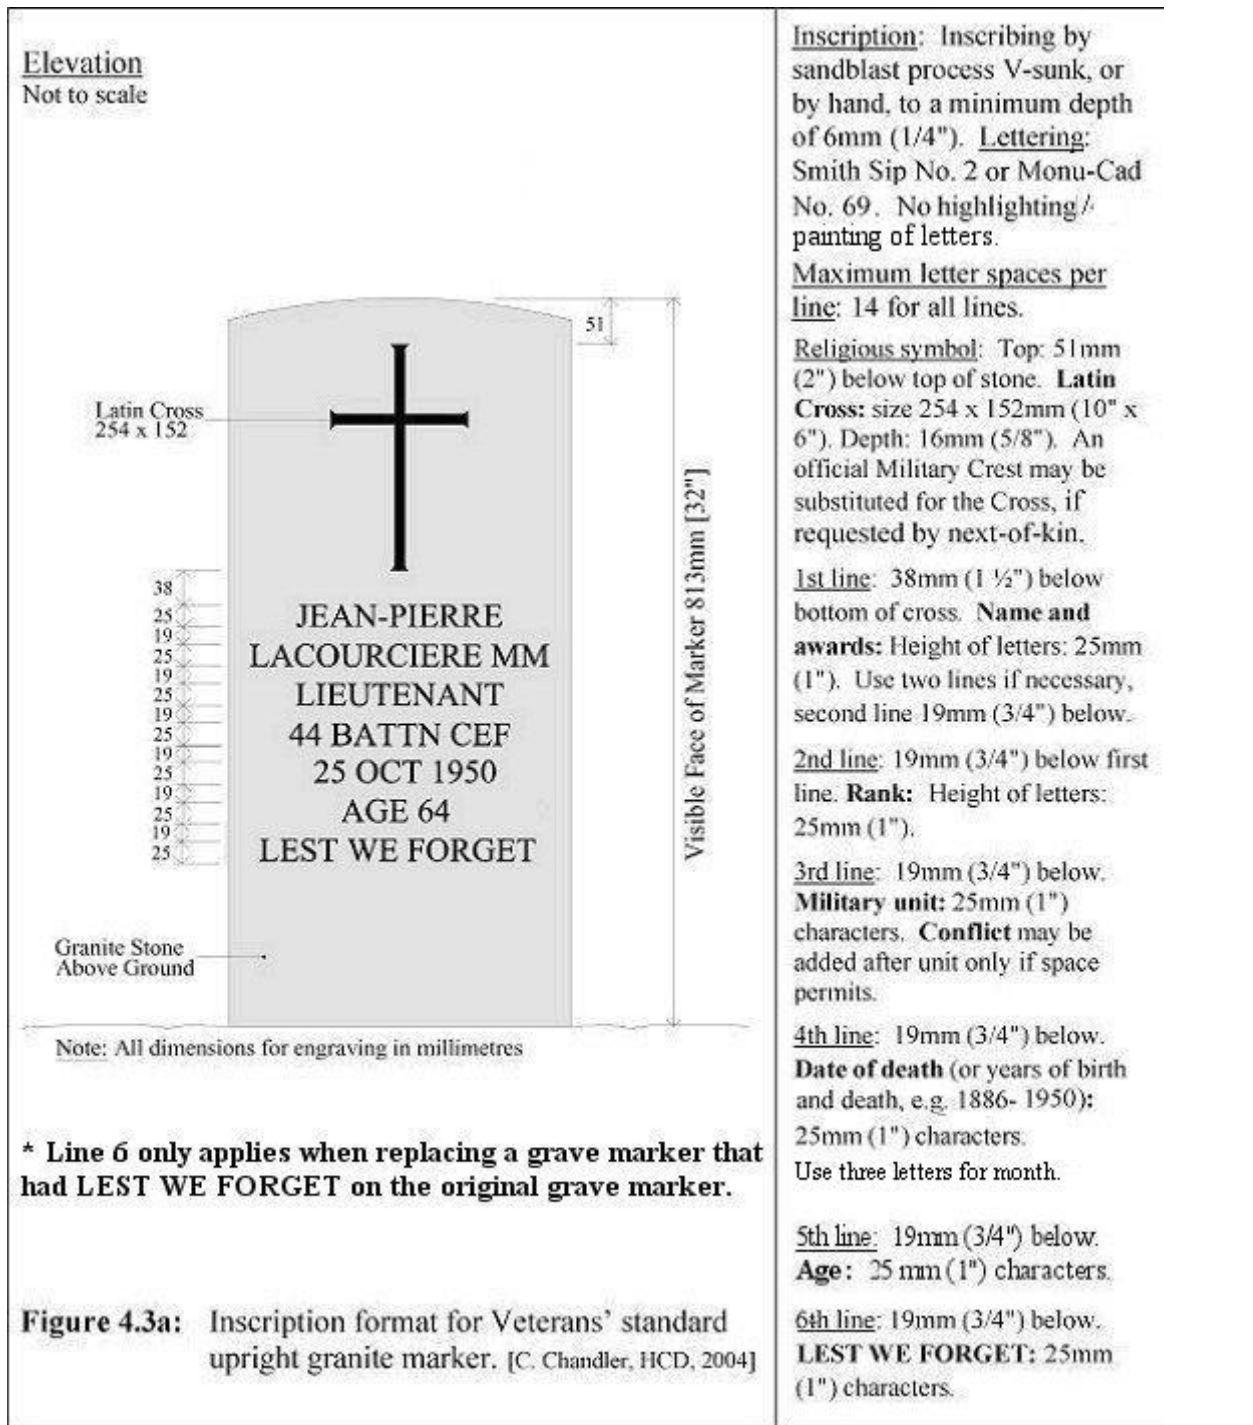 Elevation
Not to scale
51
Latin Cross
254 x 152
38
25
19
25
19
25
19
25
19
25
19
25
19
25
JEAN-PIERRE
LACOURCIERE MM
LIEUTENANT
44 BATTN CEF
25 OCT 1950
AGE 64
LEST WE FORGET
Visible Face of Marker 813mm [32"]
Granite Stone
Above Ground
Note: All dimensions for engraving in millimetres
* Line 6 only applies when replacing a grave marker that
had LEST WE FORGET on the original grave marker.
Figure 4.3a: Inscription format for Veterans' standard
upright granite marker. [C. Chandler, HCD, 2004]
Inscription: Inscribing by
sandblast process V-sunk, or
by hand, to a minimum depth
of 6mm (1/4"). Lettering:
Smith Sip No. 2 or Monu-Cad
No. 69. No highlighting/
painting of letters.
Maximum letter spaces per
line: 14 for all lines.
Religious symbol: Top: 51mm
(2") below top of stone. Latin
Cross: size 254 x 152mm (10" x
6"). Depth: 16mm (5/8"). An
official Military Crest may be
substituted for the Cross, if
requested by next-of-kin.
1st line: 38mm (1 ½") below
bottom of cross. Name and
awards: Height of letters: 25mm
(1"). Use two lines if necessary,
second line 19mm (3/4") below.
2nd line: 19mm (3/4") below first
line. Rank: Height of letters:
25mm (1").
3rd line: 19mm (3/4") below.
Military unit: 25mm (1")
characters. Conflict may be
added after unit only if space
permits.
4th line: 19mm (3/4") below.
Date of death (or years of birth
and death, e.g. 1886- 1950):
25mm (1") characters.
Use three letters for month.
5th line: 19mm (3/4") below.
Age: 25 mm (1") characters.
6th line: 19mm (3/4") below.
LEST WE FORGET: 25mm
(1") characters.